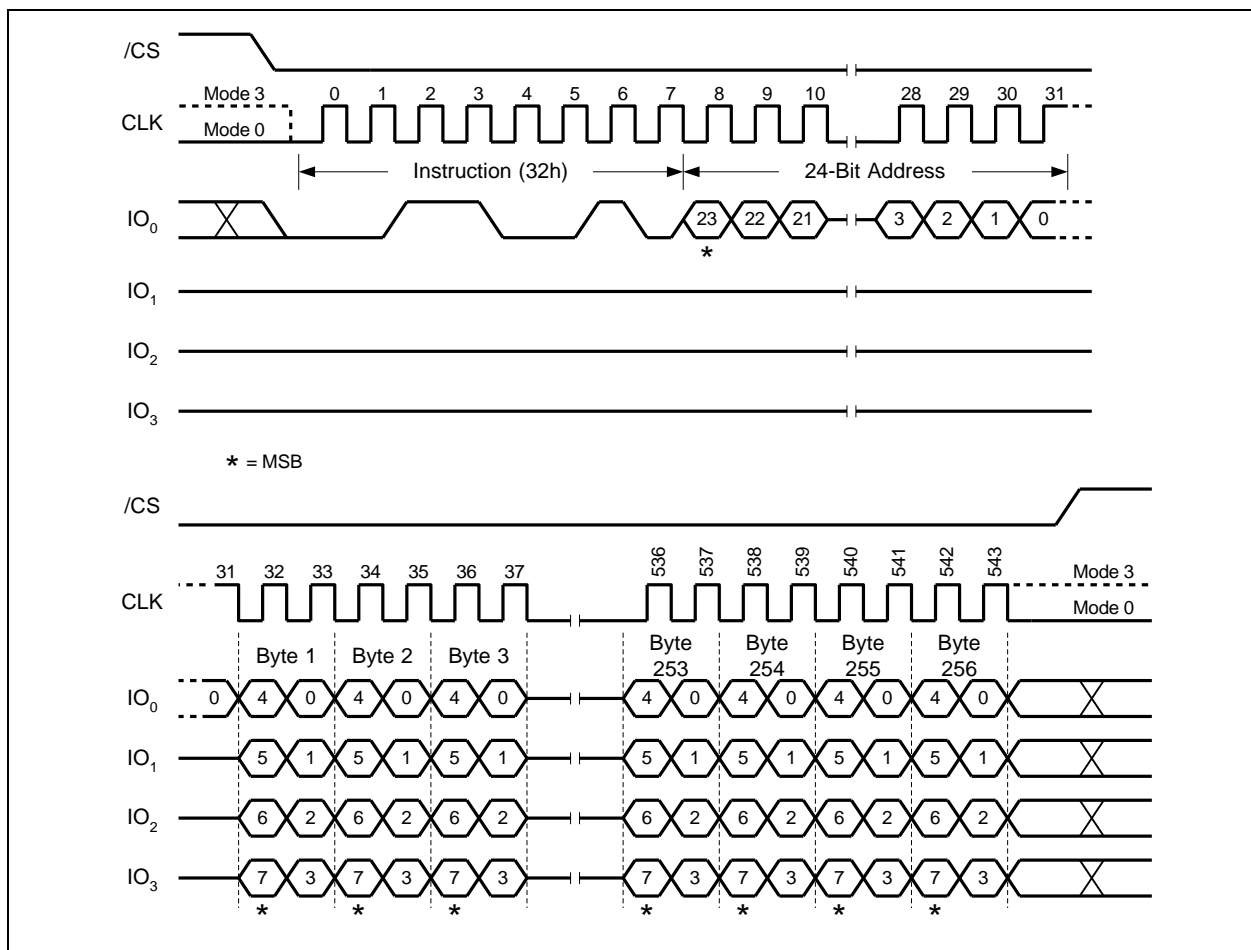 /CS
Mode 3 0 1 2 3 4 5 6 7 8 9 10 28 29 30 31
CLK
Mode 0
Instruction (32h) 24-Bit Address
IO0 23 22 21 3 2 1 0
*
IO1
IO2
IO3
* = MSB
/CS
31 32 33 34 35 36 37 536 537 538 539 540 541 542 543 Mode 3
CLK
Mode 0
Byte 1 Byte 2 Byte 3 Byte 253 Byte 254 Byte 255 Byte 256
IO0 0 4 0 4 0 4 0 4 0 4 0 4 0 4 0
IO1 5 1 5 1 5 1 5 1 5 1 5 1 5 1
IO2 6 2 6 2 6 2 6 2 6 2 6 2 6 2
IO3 7 3 7 3 7 3 7 3 7 3 7 3 7 3
* * * * * * *